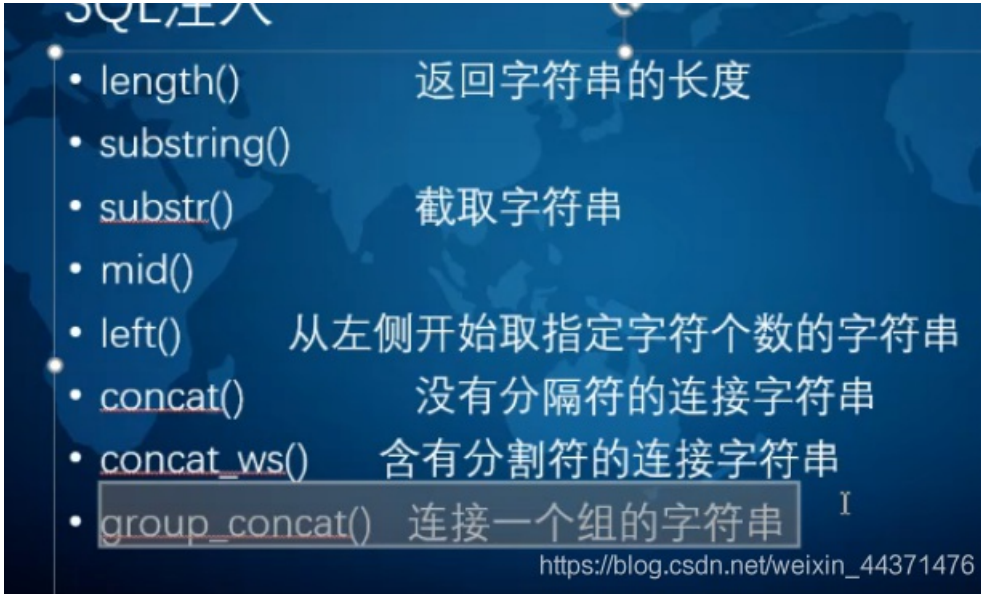 SQL注入
length() 返回字符串的长度
substring()
substr() 截取字符串
mid()
left() 从左侧开始取指定字符个数的字符串
concat() 没有分隔符的连接字符串
concat_ws() 含有分割符的连接字符串
group_concat() 连接一个组的字符串
https://blog.csdn.net/weixin_44371476